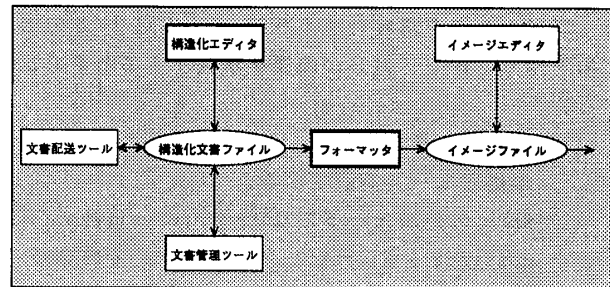 構造化エディタ
イメージエディタ
文書配送ツール
構造化文書ファイル
フォーマッタ
イメージファイル
文書管理ツール